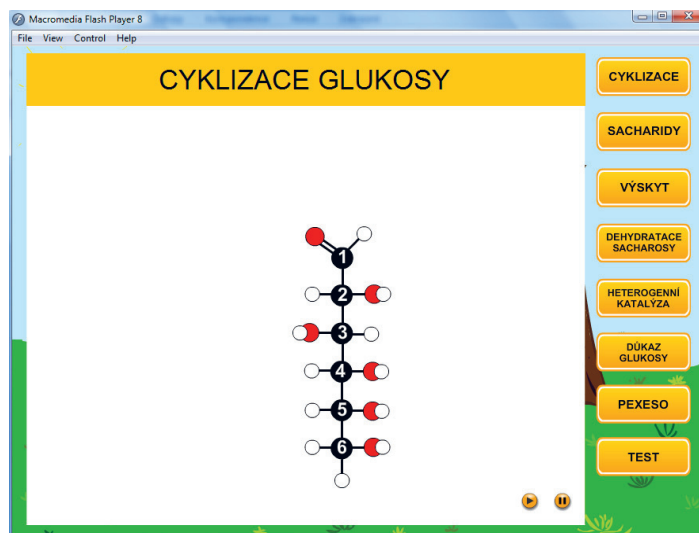 Macromedia Flash Player 8
File View Control Help
CYKLIZACE GLUKOSY
1
2
3
4
5
6
CYKLIZACE
SACHARIDY
VÝSKYT
DEHYDRATACE
SACHAROSY
HETEROGENNÍ
KATALÝZA
DŮKAZ
GLUKOSY
PEXESO
TEST